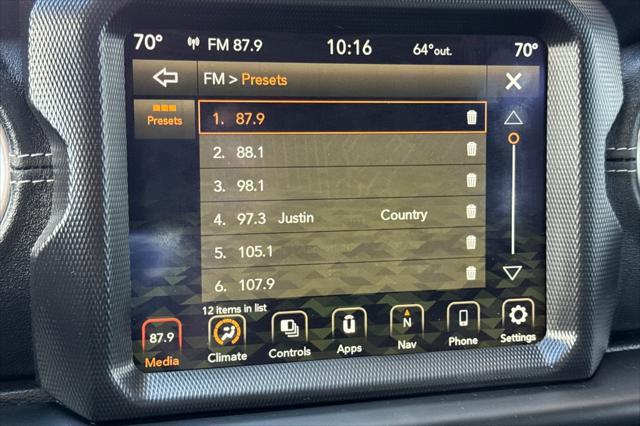 70° FM 87.9 10:16 64°out. 70°
FM > Presets
Presets
1. 87.9
2. 88.1
3. 98.1
4. 97.3 Justin Country
5. 105.1
6. 107.9
12 items in list
87.9
N
Media Climate Controls Apps Nav Phone Settings